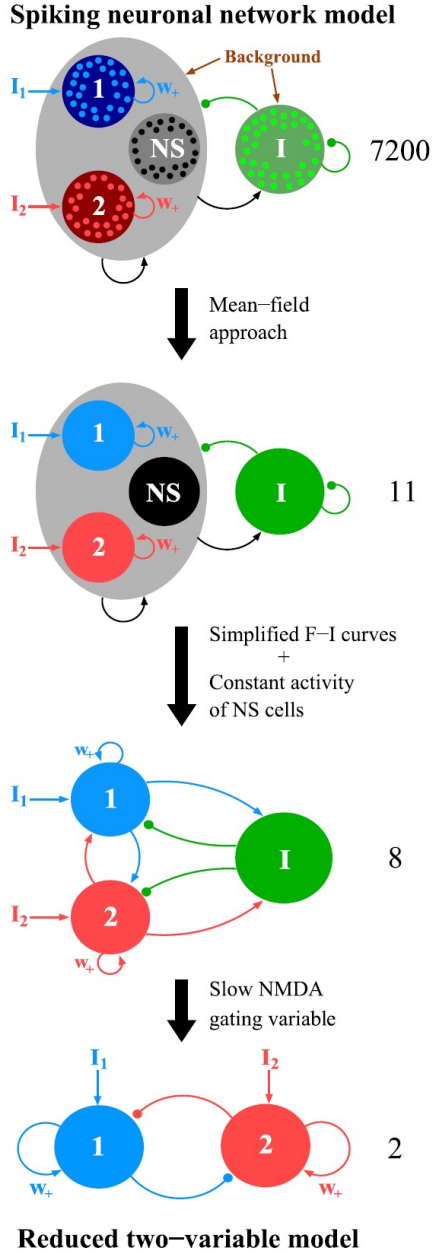 Spiking neuronal network model
Background
I1
1
w+
NS
I
7200
I2
2
w+
Mean−field
approach
I1
1
w+
NS
I
11
I2
2
w+
Simplified F−I curves
+
Constant activity
of NS cells
w+
I1
1
I
8
I2
2
w+
Slow NMDA
gating variable
I1
I2
1
2
2
w+
w+
Reduced two−variable model